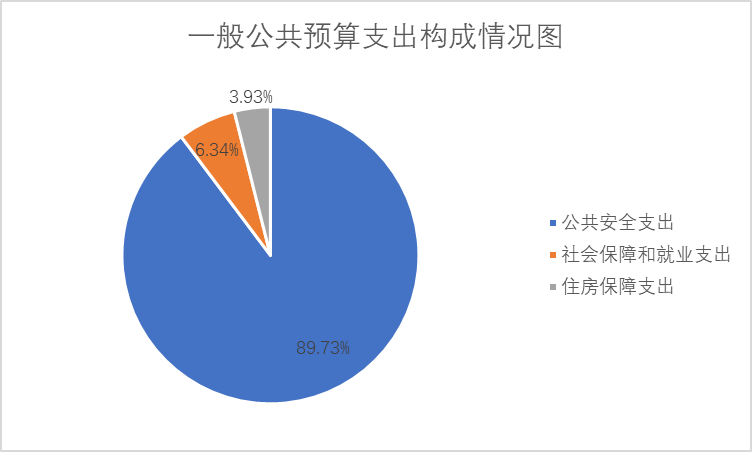 一般公共预算支出构成情况图
3.93%
6.34%
89.73%
公共安全支出
社会保障和就业支出
住房保障支出